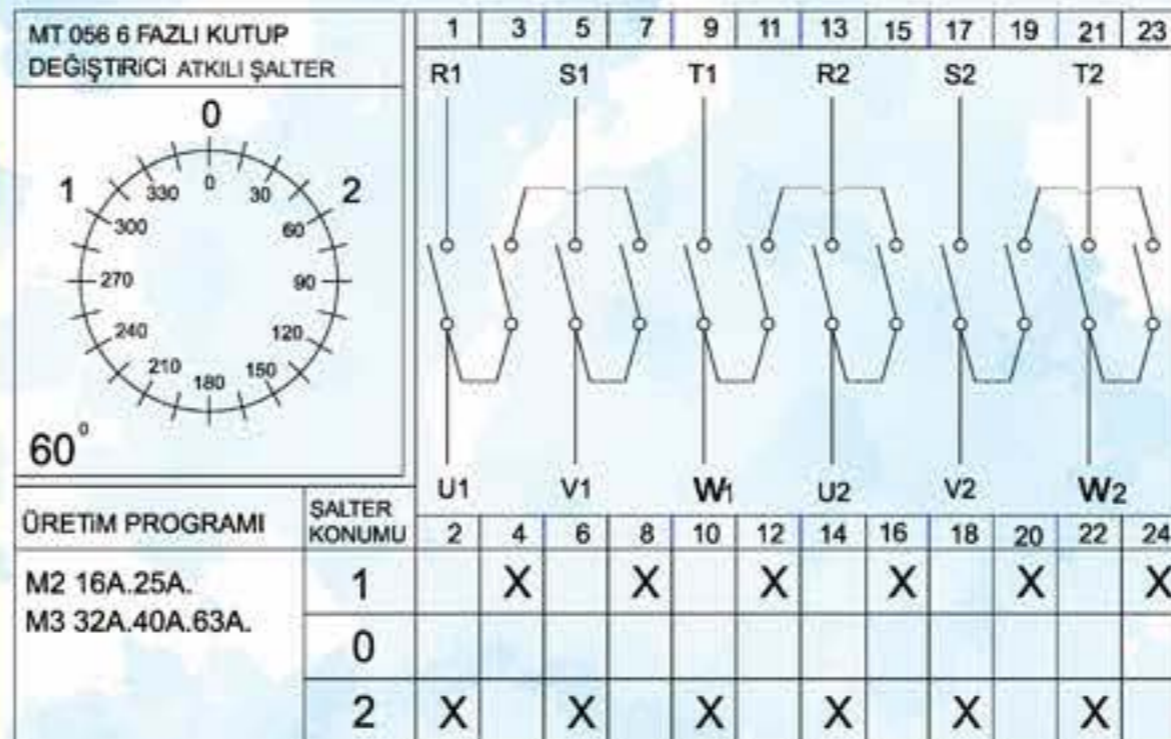 MT 056 6 FAZLI KUTUP
DEĞİŞTİRİCİ ATKILI ŞALTER
1 3 5 7 9 11 13 15 17 19 21 23
R1 S1 T1 R2 S2 T2
0
1
2
0
30
60
90
120
150
180
210
240
270
300
330
60°
U1 V1 W1 U2 V2 W2
ÜRETİM PROGRAMI
ŞALTER
KONUMU
2 4 6 8 10 12 14 16 18 20 22 24
M2 16A.25A.
M3 32A.40A.63A.
1 X X X X X X
0
2 X X X X X X